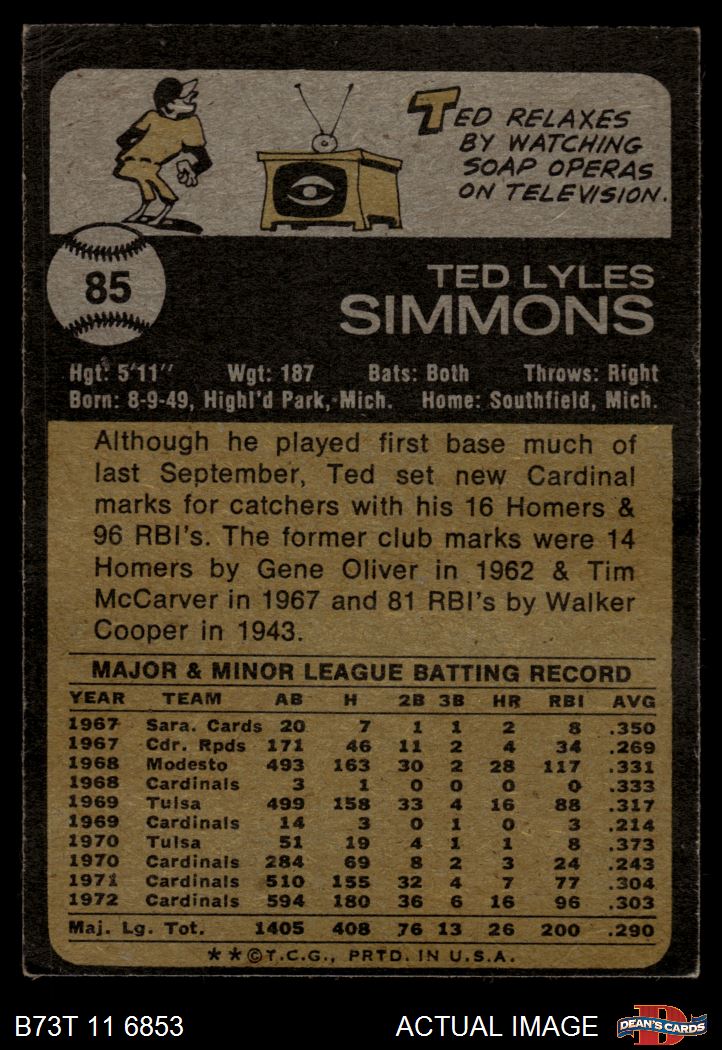 TED RELAXES
BY WATCHING
SOAP OPERAS
ON TELEVISION.
85
TED LYLES
SIMMONS
Hgt: 5'11" Wgt: 187 Bats: Both Throws: Right
Born: 8-9-49, Highl'd Park, Mich. Home: Southfield, Mich.
Although he played first base much of
last September, Ted set new Cardinal
marks for catchers with his 16 Homers &
96 RBI's. The former club marks were 14
Homers by Gene Oliver in 1962 & Tim
McCarver in 1967 and 81 RBI's by Walker
Cooper in 1943.
MAJOR & MINOR LEAGUE BATTING RECORD
YEAR TEAM AB H 2B 3B HR RBI AVG
1967 Sara. Cards 20 7 1 1 2 8 .350
1967 Cdr. Rpds 171 46 11 2 4 34 .269
1968 Modesto 493 163 30 2 28 117 .331
1968 Cardinals 3 1 0 0 0 0 .333
1969 Tulsa 499 158 33 4 16 88 .317
1969 Cardinals 14 3 0 1 0 3 .214
1970 Tulsa 51 19 4 1 1 8 .373
1970 Cardinals 284 69 8 2 3 24 .243
1971 Cardinals 510 155 32 4 7 77 .304
1972 Cardinals 594 180 36 6 16 96 .303
Maj. Lg. Tot. 1405 408 76 13 26 200 .290
**©T.C.G., PRTD. IN U.S.A.
B73T 11 6853 ACTUAL IMAGE
D
DEAN'S CARDS